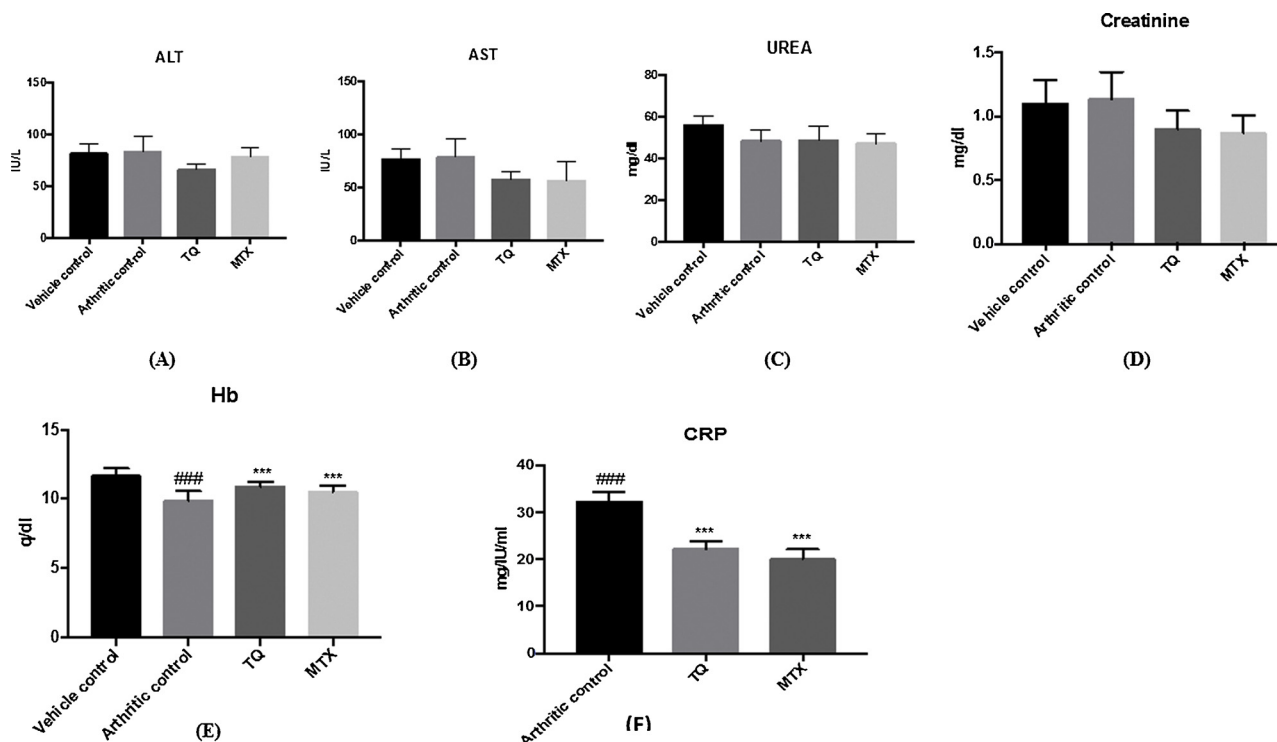 ALT
150
100
50
0
IU/L
Vehicle control
Arthritic control
TQ
MTX
(A)
AST
150
100
50
0
IU/L
Vehicle control
Arthritic control
TQ
MTX
(B)
UREA
80
60
40
20
0
mg/dl
Vehicle control
Arthritic control
TQ
MTX
(C)
Creatinine
1.5
1.0
0.5
0.0
mg/dl
Vehicle control
Arthritic control
TQ
MTX
(D)
Hb
15
10
5
0
g/dl
###
***
***
Vehicle control
Arthritic control
TQ
MTX
(E)
CRP
40
30
20
10
0
mg/IU/ml
###
***
***
Arthritic control
TQ
MTX
(F)